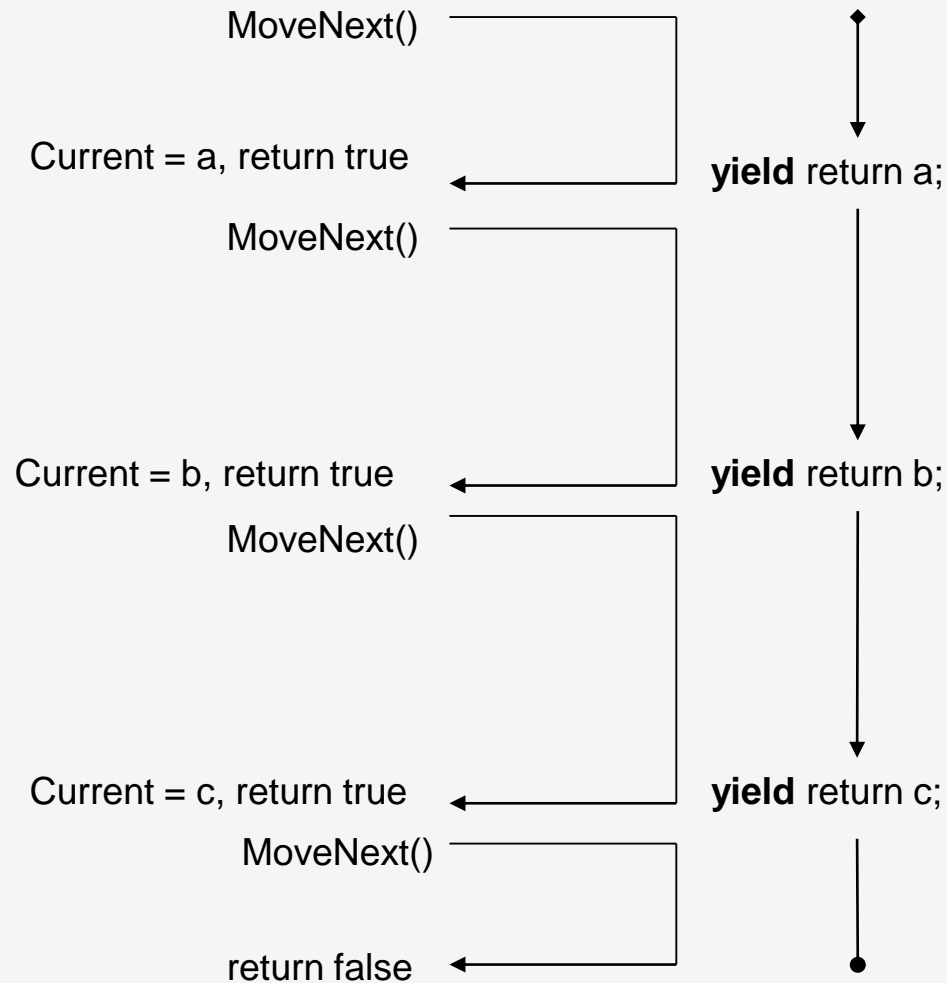 MoveNext()
Current = a, return true
yield return a;
MoveNext()
Current = b, return true
yield return b;
MoveNext()
Current = c, return true
yield return c;
MoveNext()
return false